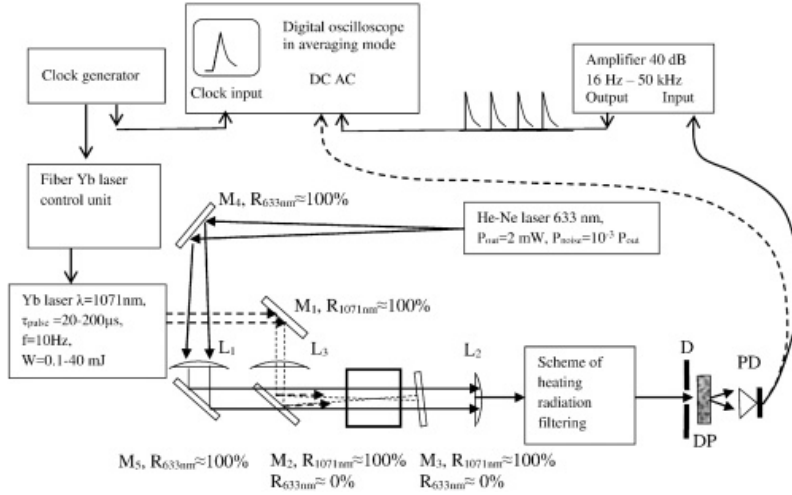 Clock generator
Digital oscilloscope
in averaging mode
DC AC
Clock input
Amplifier 40 dB
16 Hz – 50 kHz
Output Input
Fiber Yb laser
control unit
M₄, R₆₃₃ₙₘ≈100%
He-Ne laser 633 nm,
Pₒᵤₜ=2 mW, Pₙₒᵢₛₑ=10⁻³ Pₒᵤₜ
Yb laser λ=1071nm,
τₚᵤₗₛₑ =20-200μs,
f=10Hz,
W=0.1-40 mJ
M₁, R₁₀₇₁ₙₘ≈100%
L₁
L₃
L₂
Scheme of
heating
radiation
filtering
D
PD
DP
M₅, R₆₃₃ₙₘ≈100%
M₂, R₁₀₇₁ₙₘ≈100%
R₆₃₃ₙₘ≈ 0%
M₃, R₁₀₇₁ₙₘ≈100%
R₆₃₃ₙₘ≈ 0%